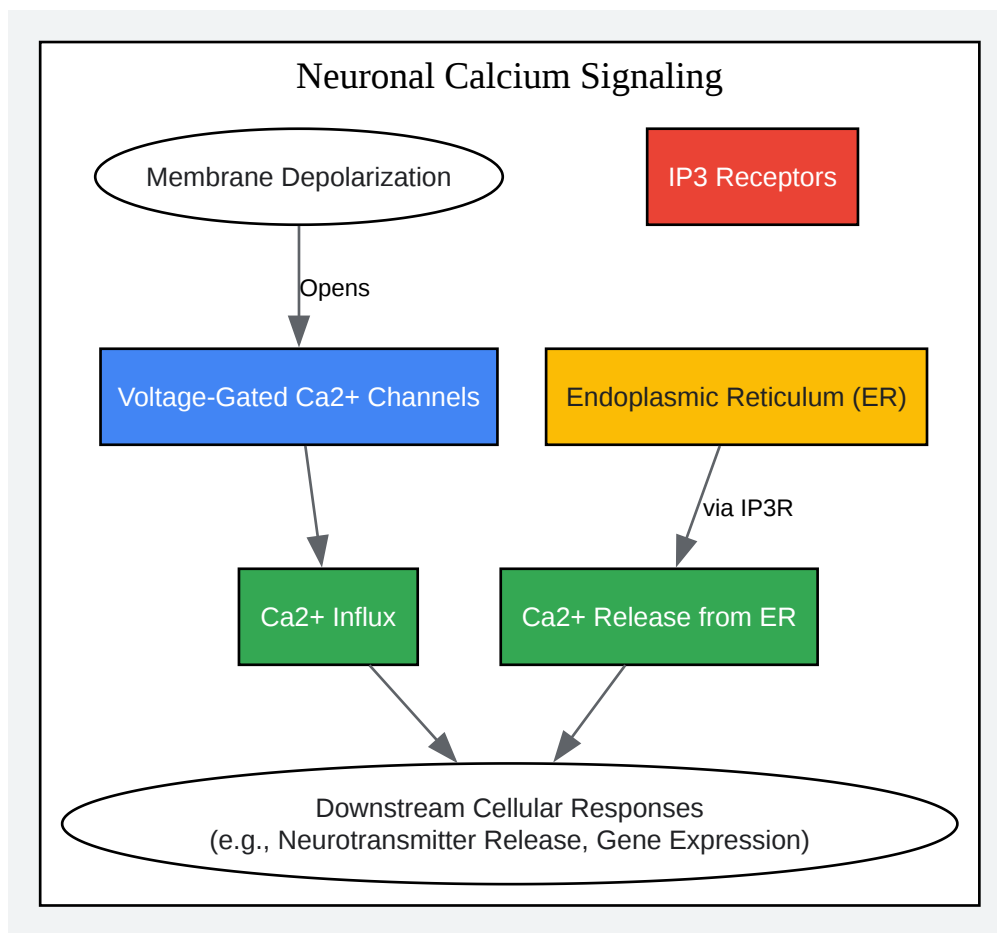 Neuronal Calcium Signaling
Membrane Depolarization
IP3 Receptors
Opens
Voltage-Gated Ca2+ Channels
Endoplasmic Reticulum (ER)
via IP3R
Ca2+ Influx
Ca2+ Release from ER
Downstream Cellular Responses
(e.g., Neurotransmitter Release, Gene Expression)